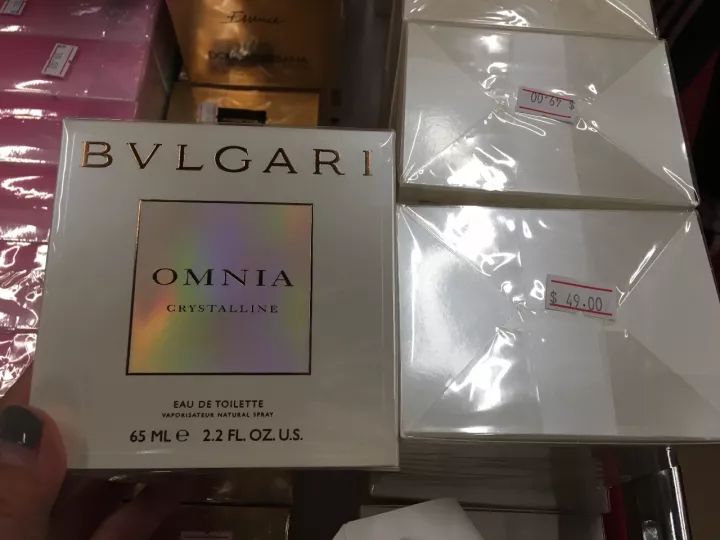 Essence
BVLGARI
OMNIA
CRYSTALLINE
EAU DE TOILETTE
VAPORISATEUR NATURAL SPRAY
65 ML e 2.2 FL. OZ. U.S.
$ 49.00
$ 49.00